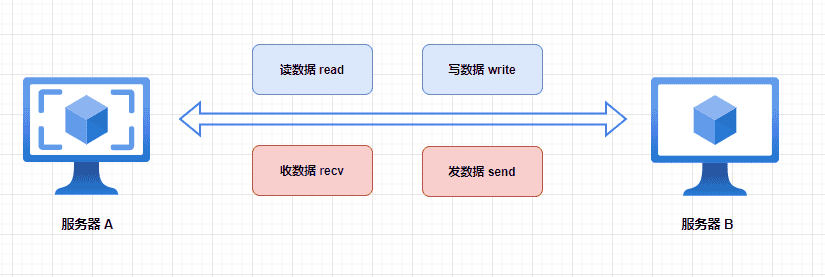 读数据 read
写数据 write
收数据 recv
发数据 send
服务器 A
服务器 B